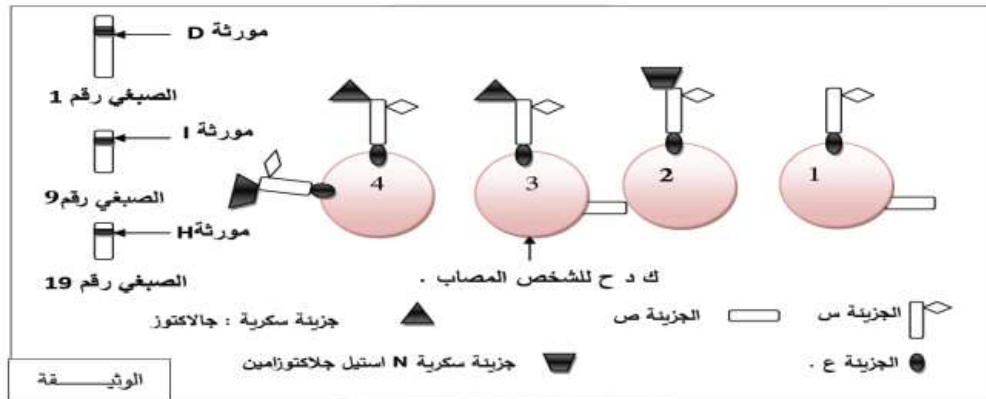 مورثة D
الصبغي رقم 1
مورثة I
الصبغي رقم9
مورثةH
الصبغي رقم 19
4
3
2
1
ك د ح للشخص المصاب .
الجزيئة س
الجزيئة ص
جزيئة سكرية : جالاكتوز
الجزيئة ع .
جزيئة سكرية N استيل جلاكتوزامين
الوثيـــــقة